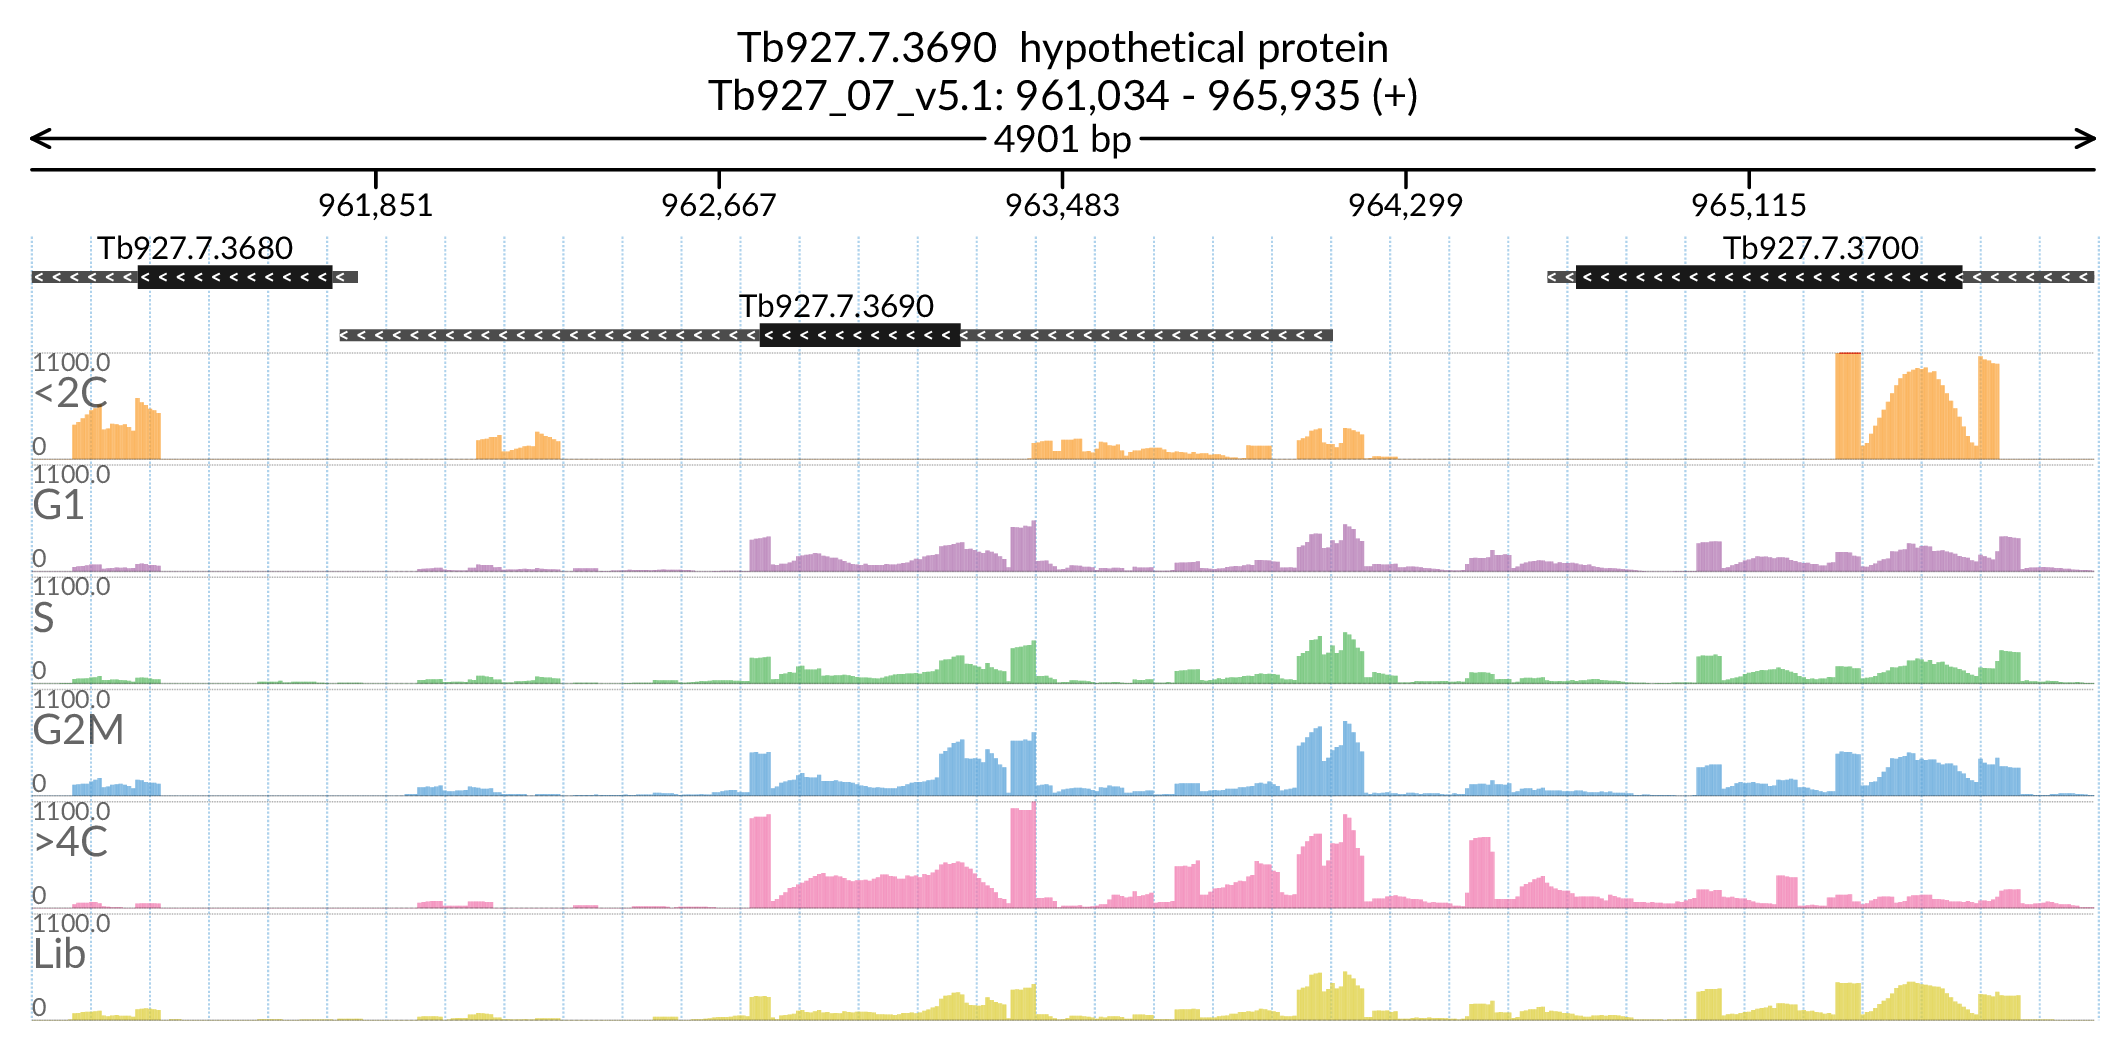 Tb927.7.3690 hypothetical protein
Tb927_07_v5.1: 961,034 - 965,935 (+)
4901 bp
961,851 962,667 963,483 964,299 965,115
Tb927.7.3680 Tb927.7.3700
Tb927.7.3690
1100.0
<2C
0
1100.0
G1
0
1100.0
S
0
1100.0
G2M
0
1100.0
>4C
0
1100.0
Lib
0